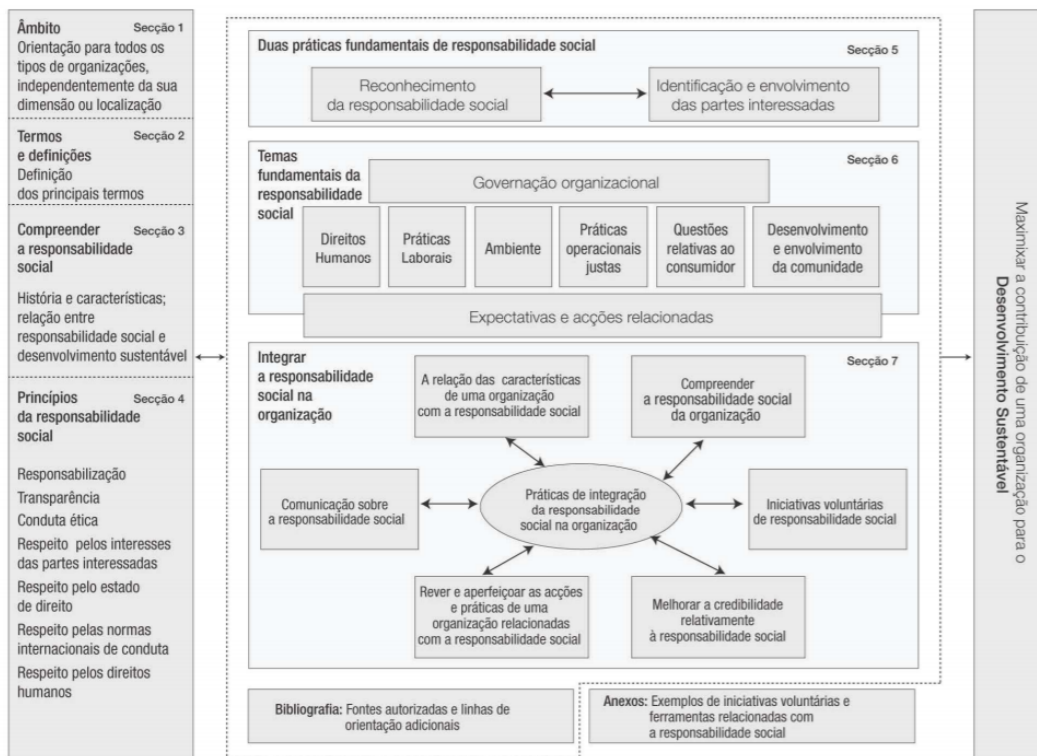 Âmbito
Secção 1
Orientação para todos os
tipos de organizações,
independentemente da sua
dimensão ou localização
Termos
Secção 2
e definições
Definição
dos principais termos
Compreender
Secção 3
a responsabilidade
social
História e características;
relação entre
responsabilidade social e
desenvolvimento sustentável
Princípios
Secção 4
da responsabilidade
social
Responsabilização
Transparência
Conduta ética
Respeito pelos interesses
das partes interessadas
Respeito pelo estado
de direito
Respeito pelas normas
internacionais de conduta
Respeito pelos direitos
humanos
Duas práticas fundamentais de responsabilidade social
Secção 5
Reconhecimento
da responsabilidade social
Identificação e envolvimento
das partes interessadas
Temas
fundamentais da
responsabilidade
social
Secção 6
Governação organizacional
Direitos
Humanos
Práticas
Laborais
Ambiente
Práticas
operacionais
justas
Questões
relativas ao
consumidor
Desenvolvimento
e envolvimento
da comunidade
Expectativas e acções relacionadas
Integrar
a responsabilidade
social na
organização
Secção 7
A relação das características
de uma organização
com a responsabilidade social
Compreender
a responsabilidade social
da organização
Comunicação sobre
a responsabilidade social
Práticas de integração
da responsabilidade
social na organização
Iniciativas voluntárias
de responsabilidade social
Rever e aperfeiçoar as acções
e práticas de uma
organização relacionadas
com a responsabilidade social
Melhorar a credibilidade
relativamente
à responsabilidade social
Bibliografia: Fontes autorizadas e linhas de
orientação adicionais
Anexos: Exemplos de iniciativas voluntárias e
ferramentas relacionadas com
a responsabilidade social
Maximixar a contribuição de uma organização para o
Desenvolvimento Sustentável